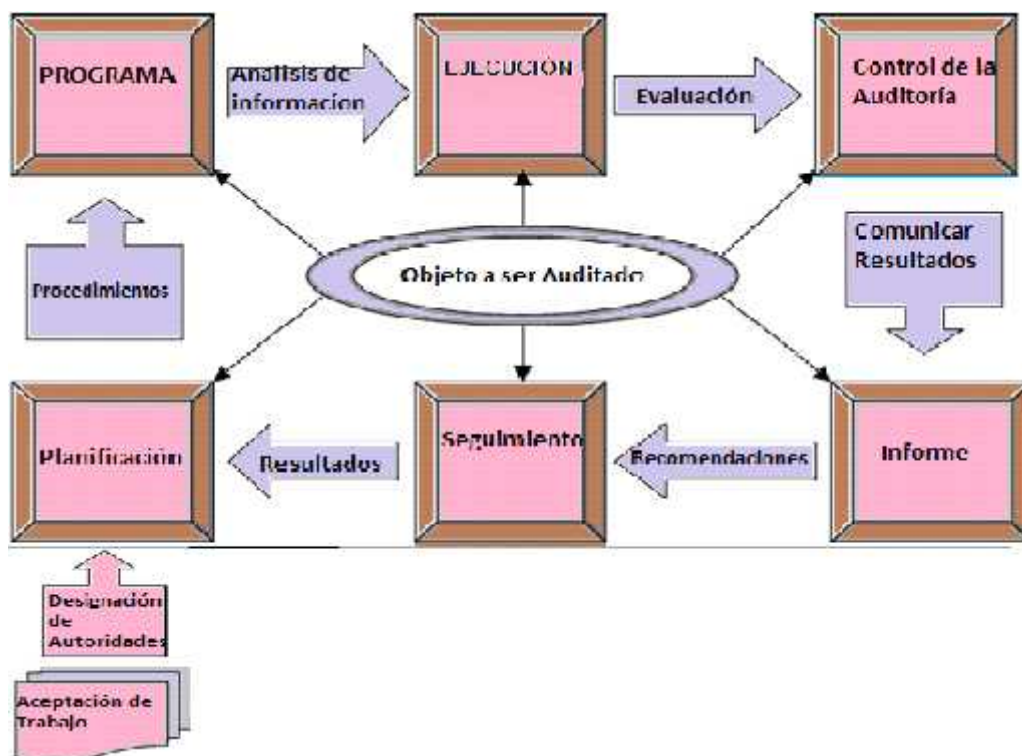 PROGRAMA
Analisis de
informacion
EJECUCIÓN
Evaluación
Control de la
Auditoría
Procedimientos
Objeto a ser Auditado
Comunicar
Resultados
Planificación
Resultados
Seguimiento
Recomendaciones
Informe
Designación
de
Autoridades
Aceptación de
Trabajo